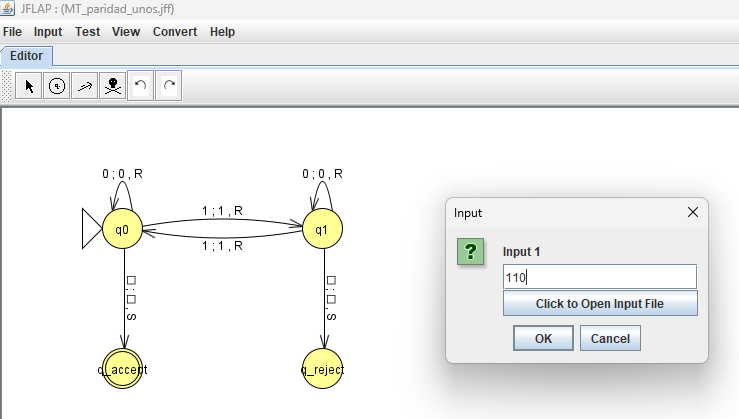 JFLAP : (MT_paridad_unos.jff)
File Input Test View Convert Help
Editor
0 ; 0 , R
0 ; 0 , R
1 ; 1 , R
q0
q1
1 ; 1 , R
□ ; □ , S
□ ; □ , S
q_accept
q_reject
Input
Input 1
110
Click to Open Input File
OK
Cancel